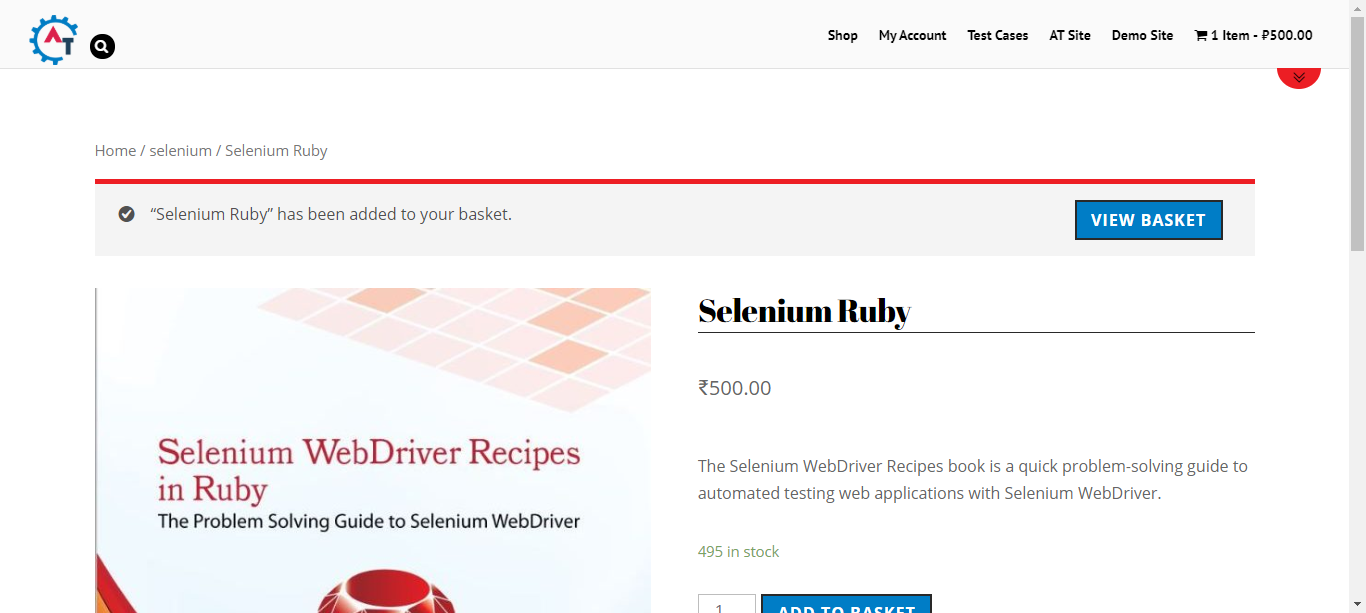 AT
Shop My Account Test Cases AT Site Demo Site 1 Item - ₹500.00
Home / selenium / Selenium Ruby
“Selenium Ruby” has been added to your basket.
VIEW BASKET
Selenium WebDriver Recipes
in Ruby
The Problem Solving Guide to Selenium WebDriver
Selenium Ruby
₹500.00
The Selenium WebDriver Recipes book is a quick problem-solving guide to
automated testing web applications with Selenium WebDriver.
495 in stock
1
ADD TO BASKET